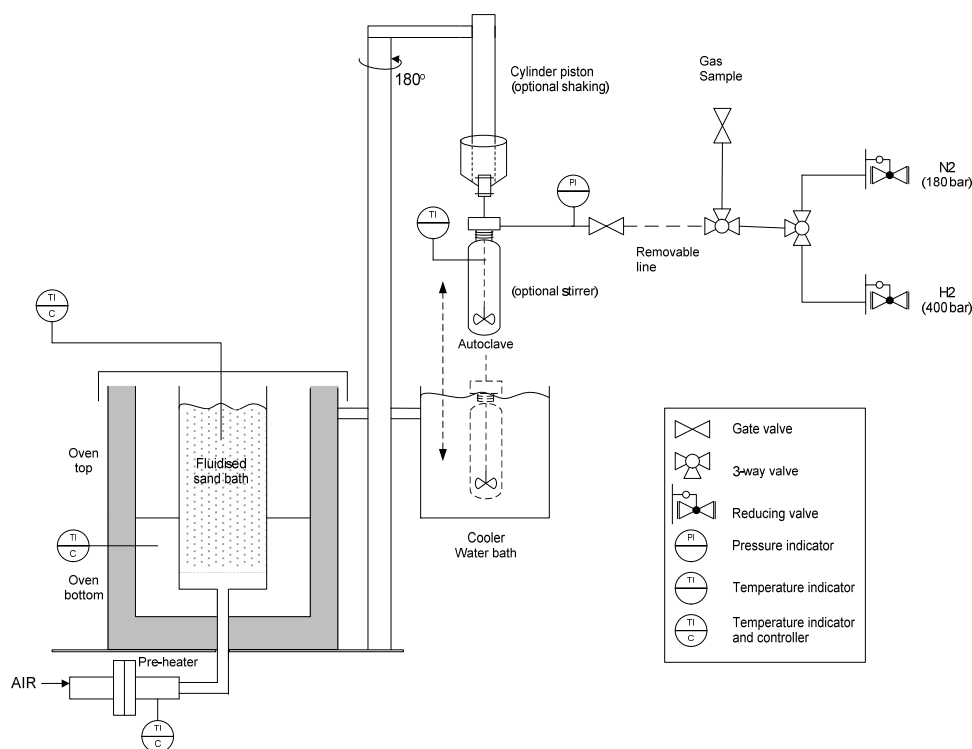 180º
Cylinder piston
(optional shaking)
Gas
Sample
N2
(180 bar)
PI
TI
Removable
line
(optional stirrer)
H2
(400 bar)
TI
C
Autoclave
Oven
top
Fluidised
sand bath
TI
C
Oven
bottom
Cooler
Water bath
Pre-heater
AIR
TI
C
Gate valve
3-way valve
Reducing valve
PI
Pressure indicator
TI
Temperature indicator
TI
C
Temperature indicator
and controller